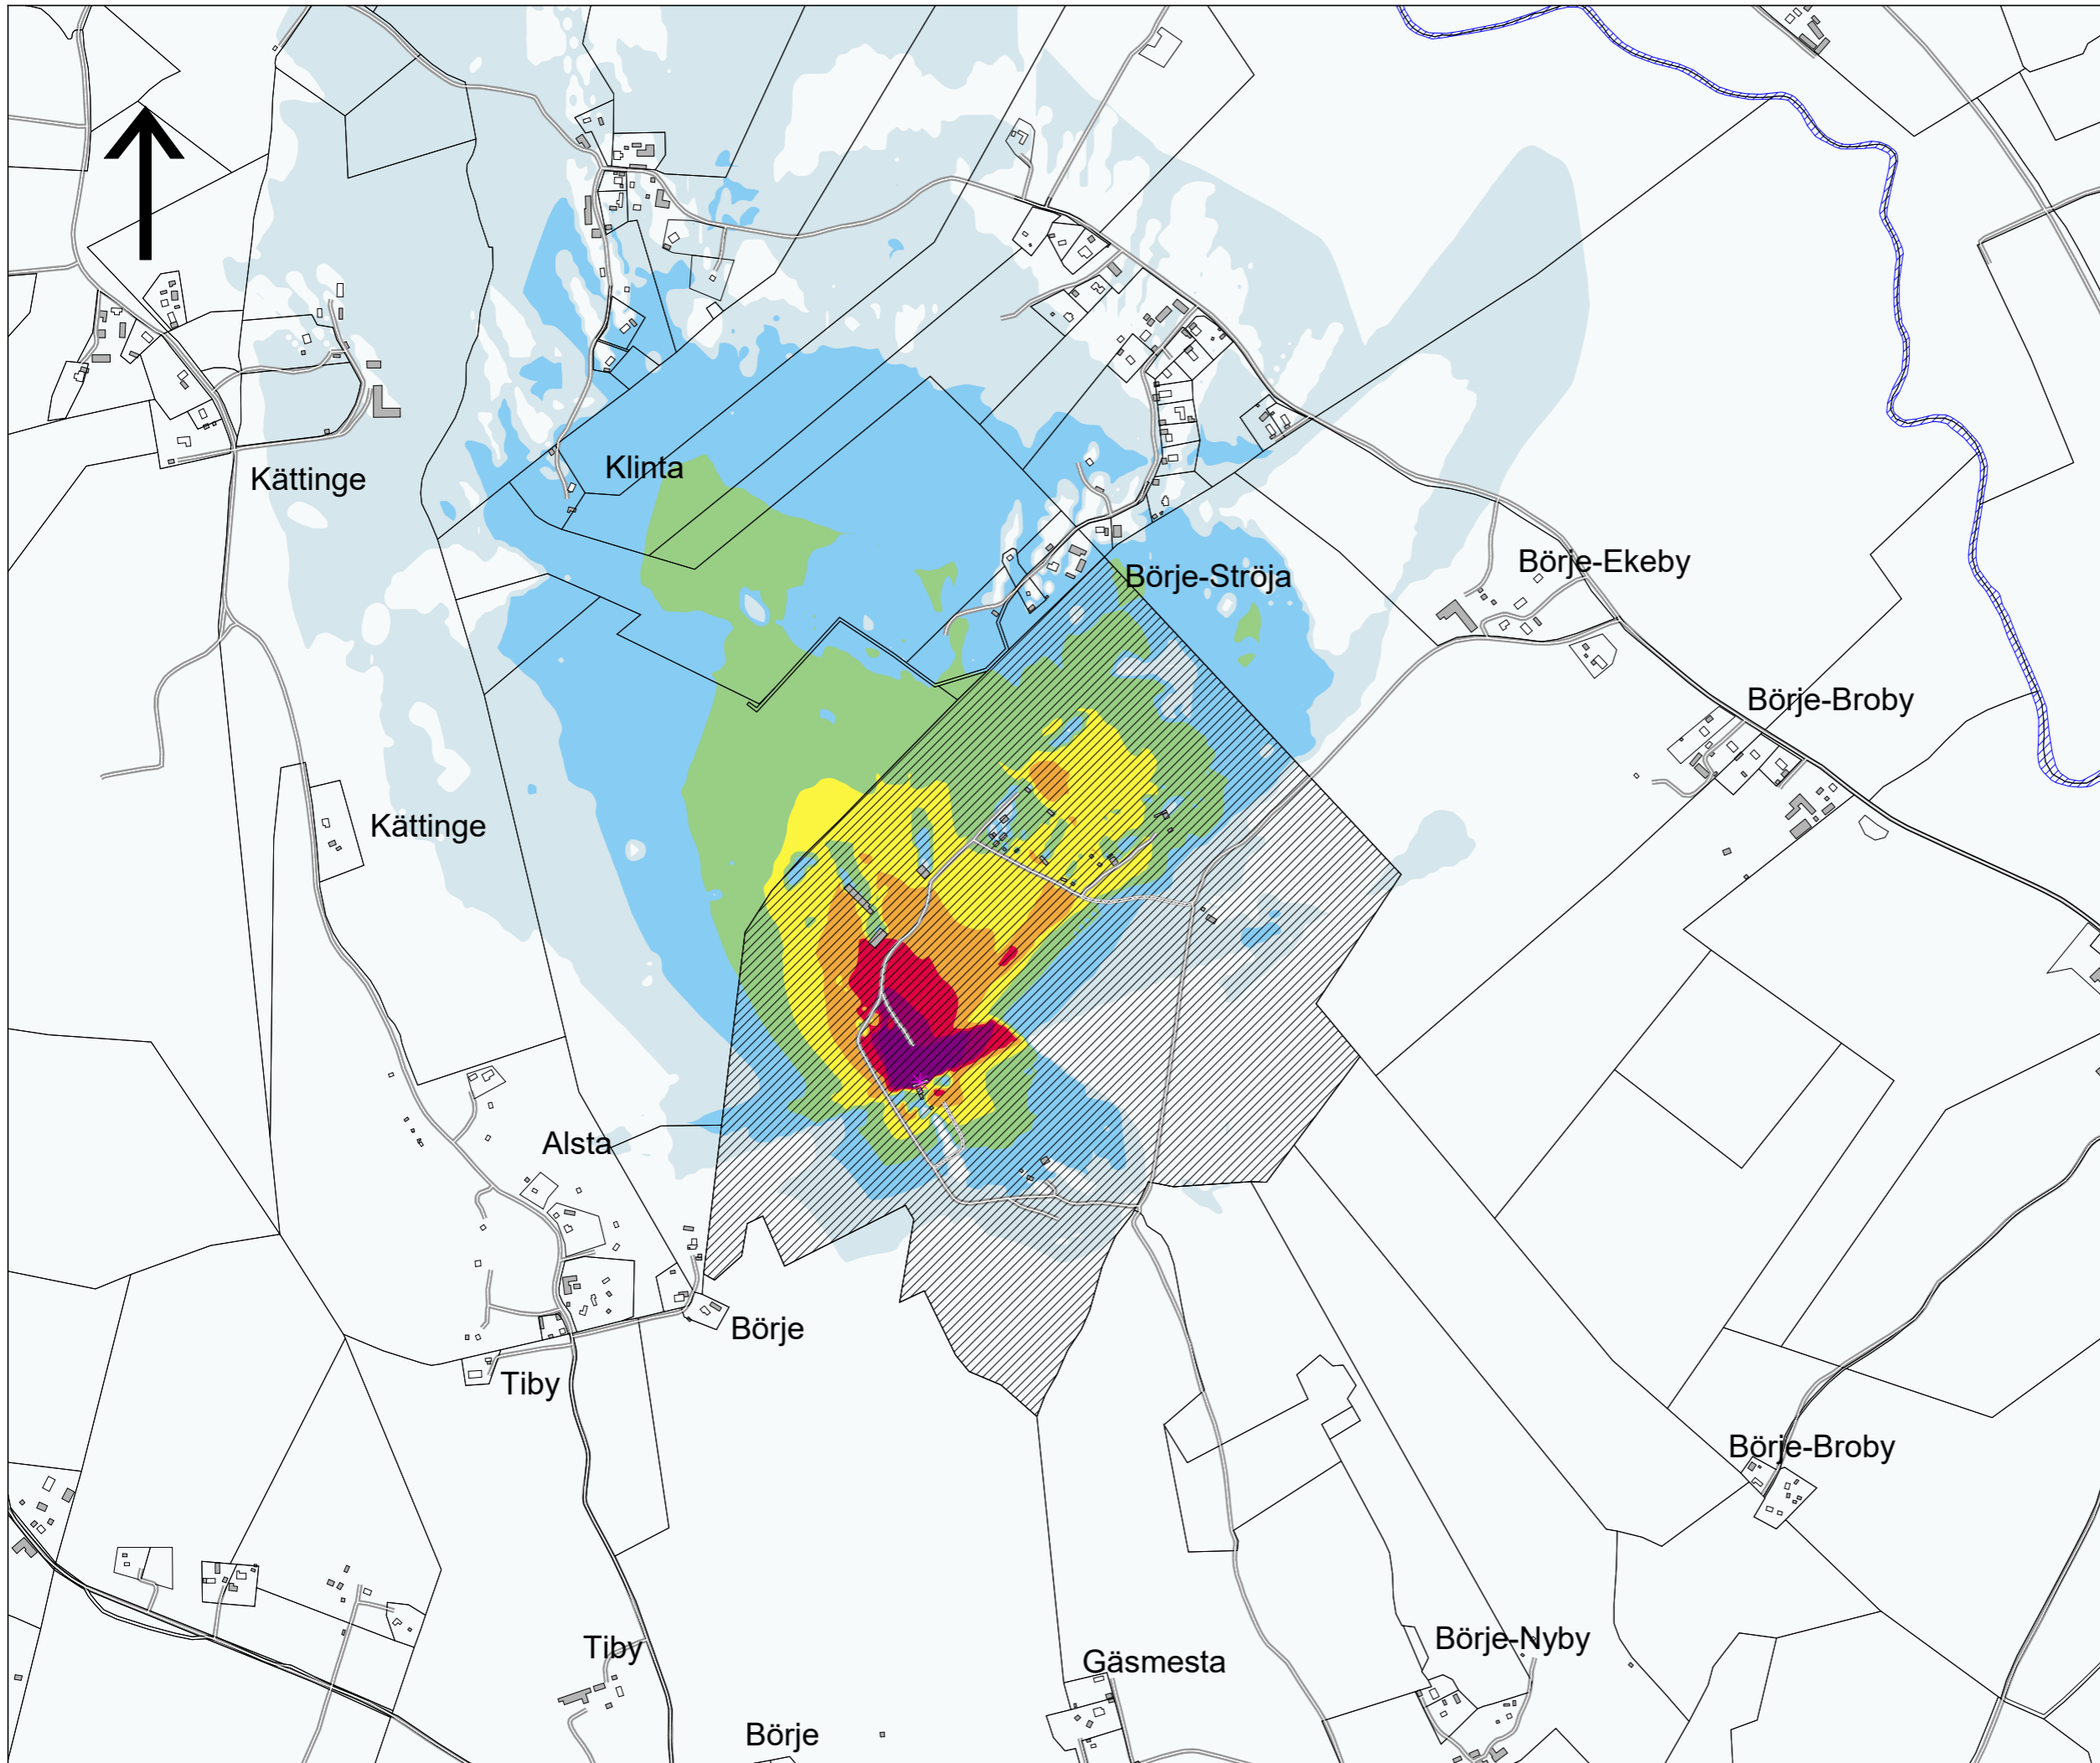 Klinta
Kättinge
Börje-Ekeby
Börje-Ströja
Börje-Broby
Kättinge
Alsta
Börje
Tiby
Börje-Broby
Börje-Nyby
Tiby
Gäsmesta
Börje